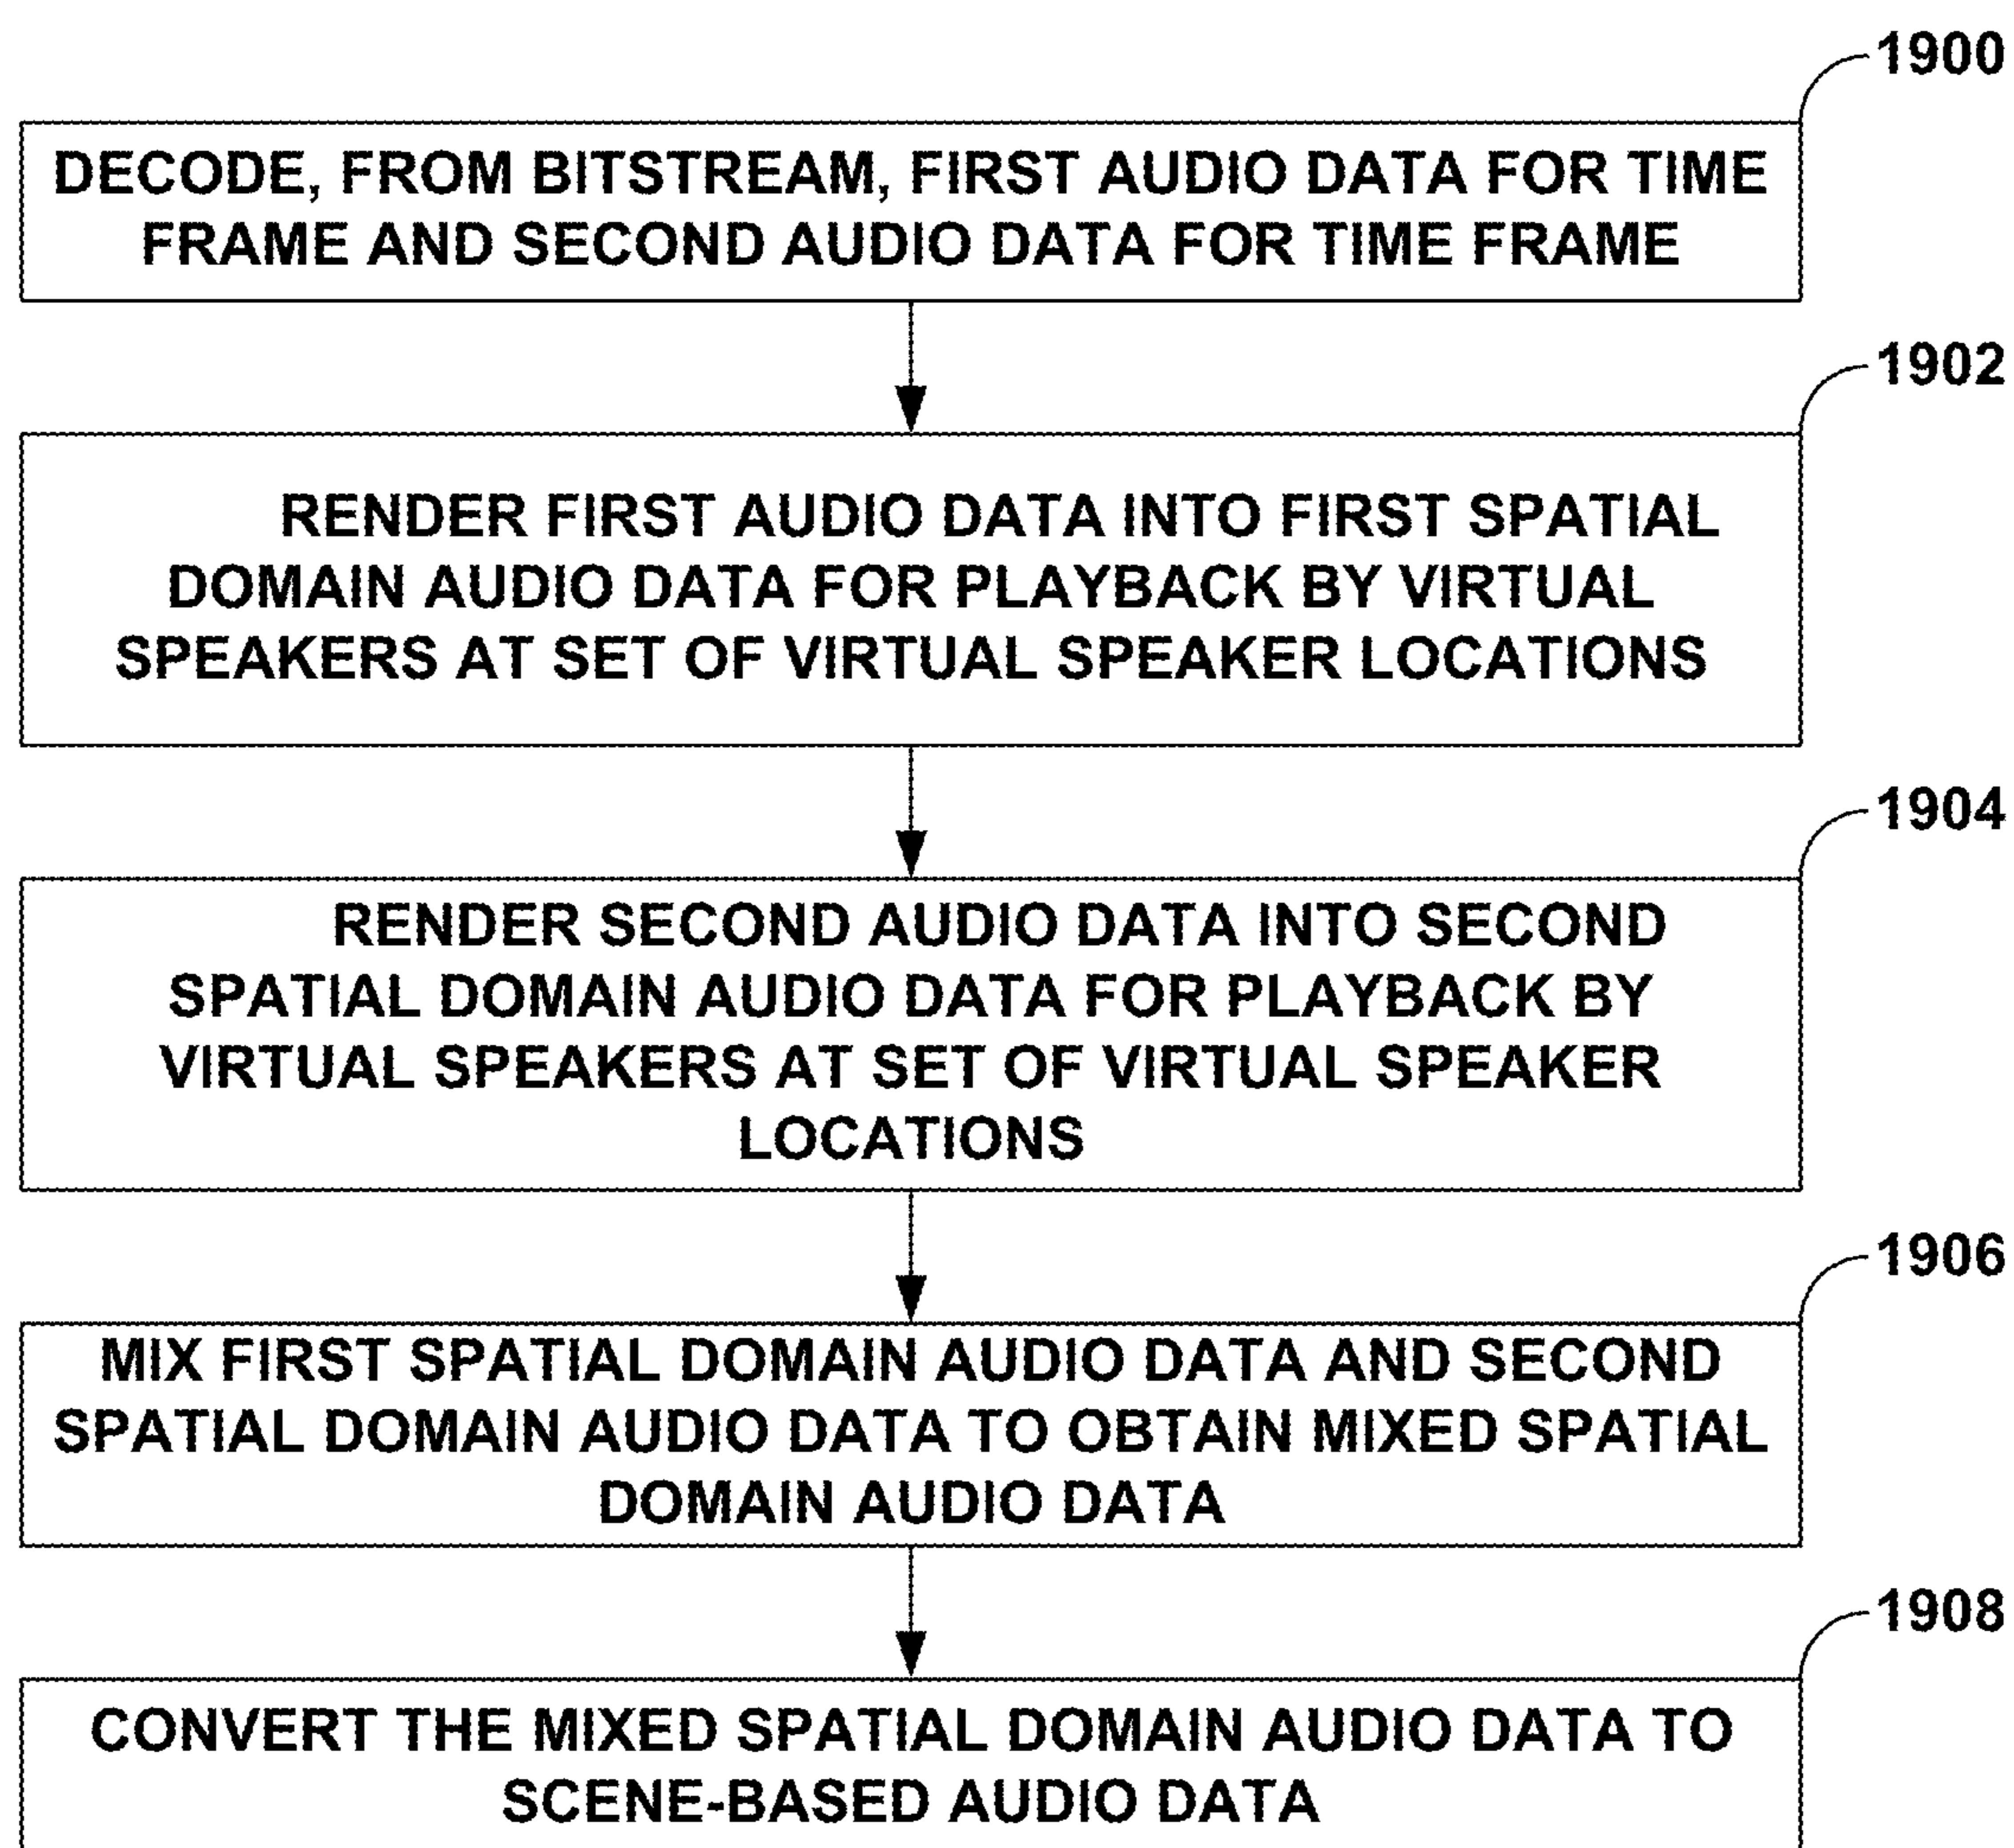 1900
DECODE, FROM BITSTREAM, FIRST AUDIO DATA FOR TIME
FRAME AND SECOND AUDIO DATA FOR TIME FRAME
1902
RENDER FIRST AUDIO DATA INTO FIRST SPATIAL
DOMAIN AUDIO DATA FOR PLAYBACK BY VIRTUAL
SPEAKERS AT SET OF VIRTUAL SPEAKER LOCATIONS
1904
RENDER SECOND AUDIO DATA INTO SECOND
SPATIAL DOMAIN AUDIO DATA FOR PLAYBACK BY
VIRTUAL SPEAKERS AT SET OF VIRTUAL SPEAKER
LOCATIONS
1906
MIX FIRST SPATIAL DOMAIN AUDIO DATA AND SECOND
SPATIAL DOMAIN AUDIO DATA TO OBTAIN MIXED SPATIAL
DOMAIN AUDIO DATA
1908
CONVERT THE MIXED SPATIAL DOMAIN AUDIO DATA TO
SCENE-BASED AUDIO DATA